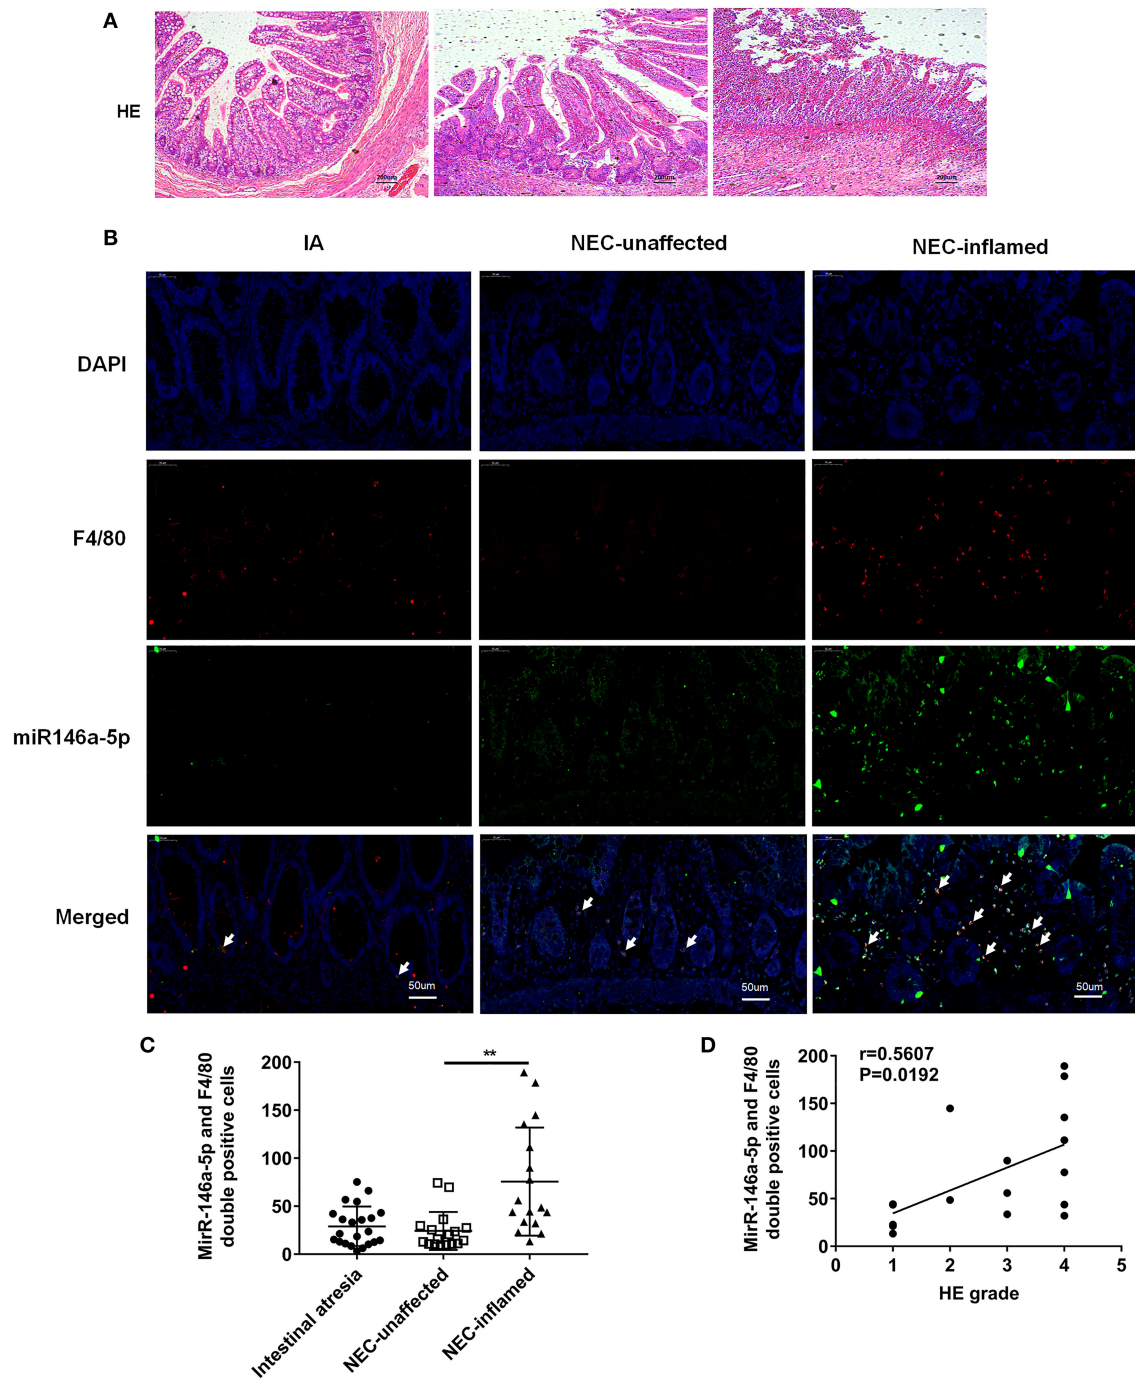 A
HE
200um
200um
200um
B
IA
NEC-unaffected
NEC-inflamed
DAPI
F4/80
miR146a-5p
Merged
50um
50um
50um
C
MirR-146a-5p and F4/80
double positive cells
200
150
100
50
0
**
Intestinal atresia
NEC-unaffected
NEC-inflamed
D
MirR-146a-5p and F4/80
double positive cells
r=0.5607
P=0.0192
200
150
100
50
0
0 1 2 3 4 5
HE grade